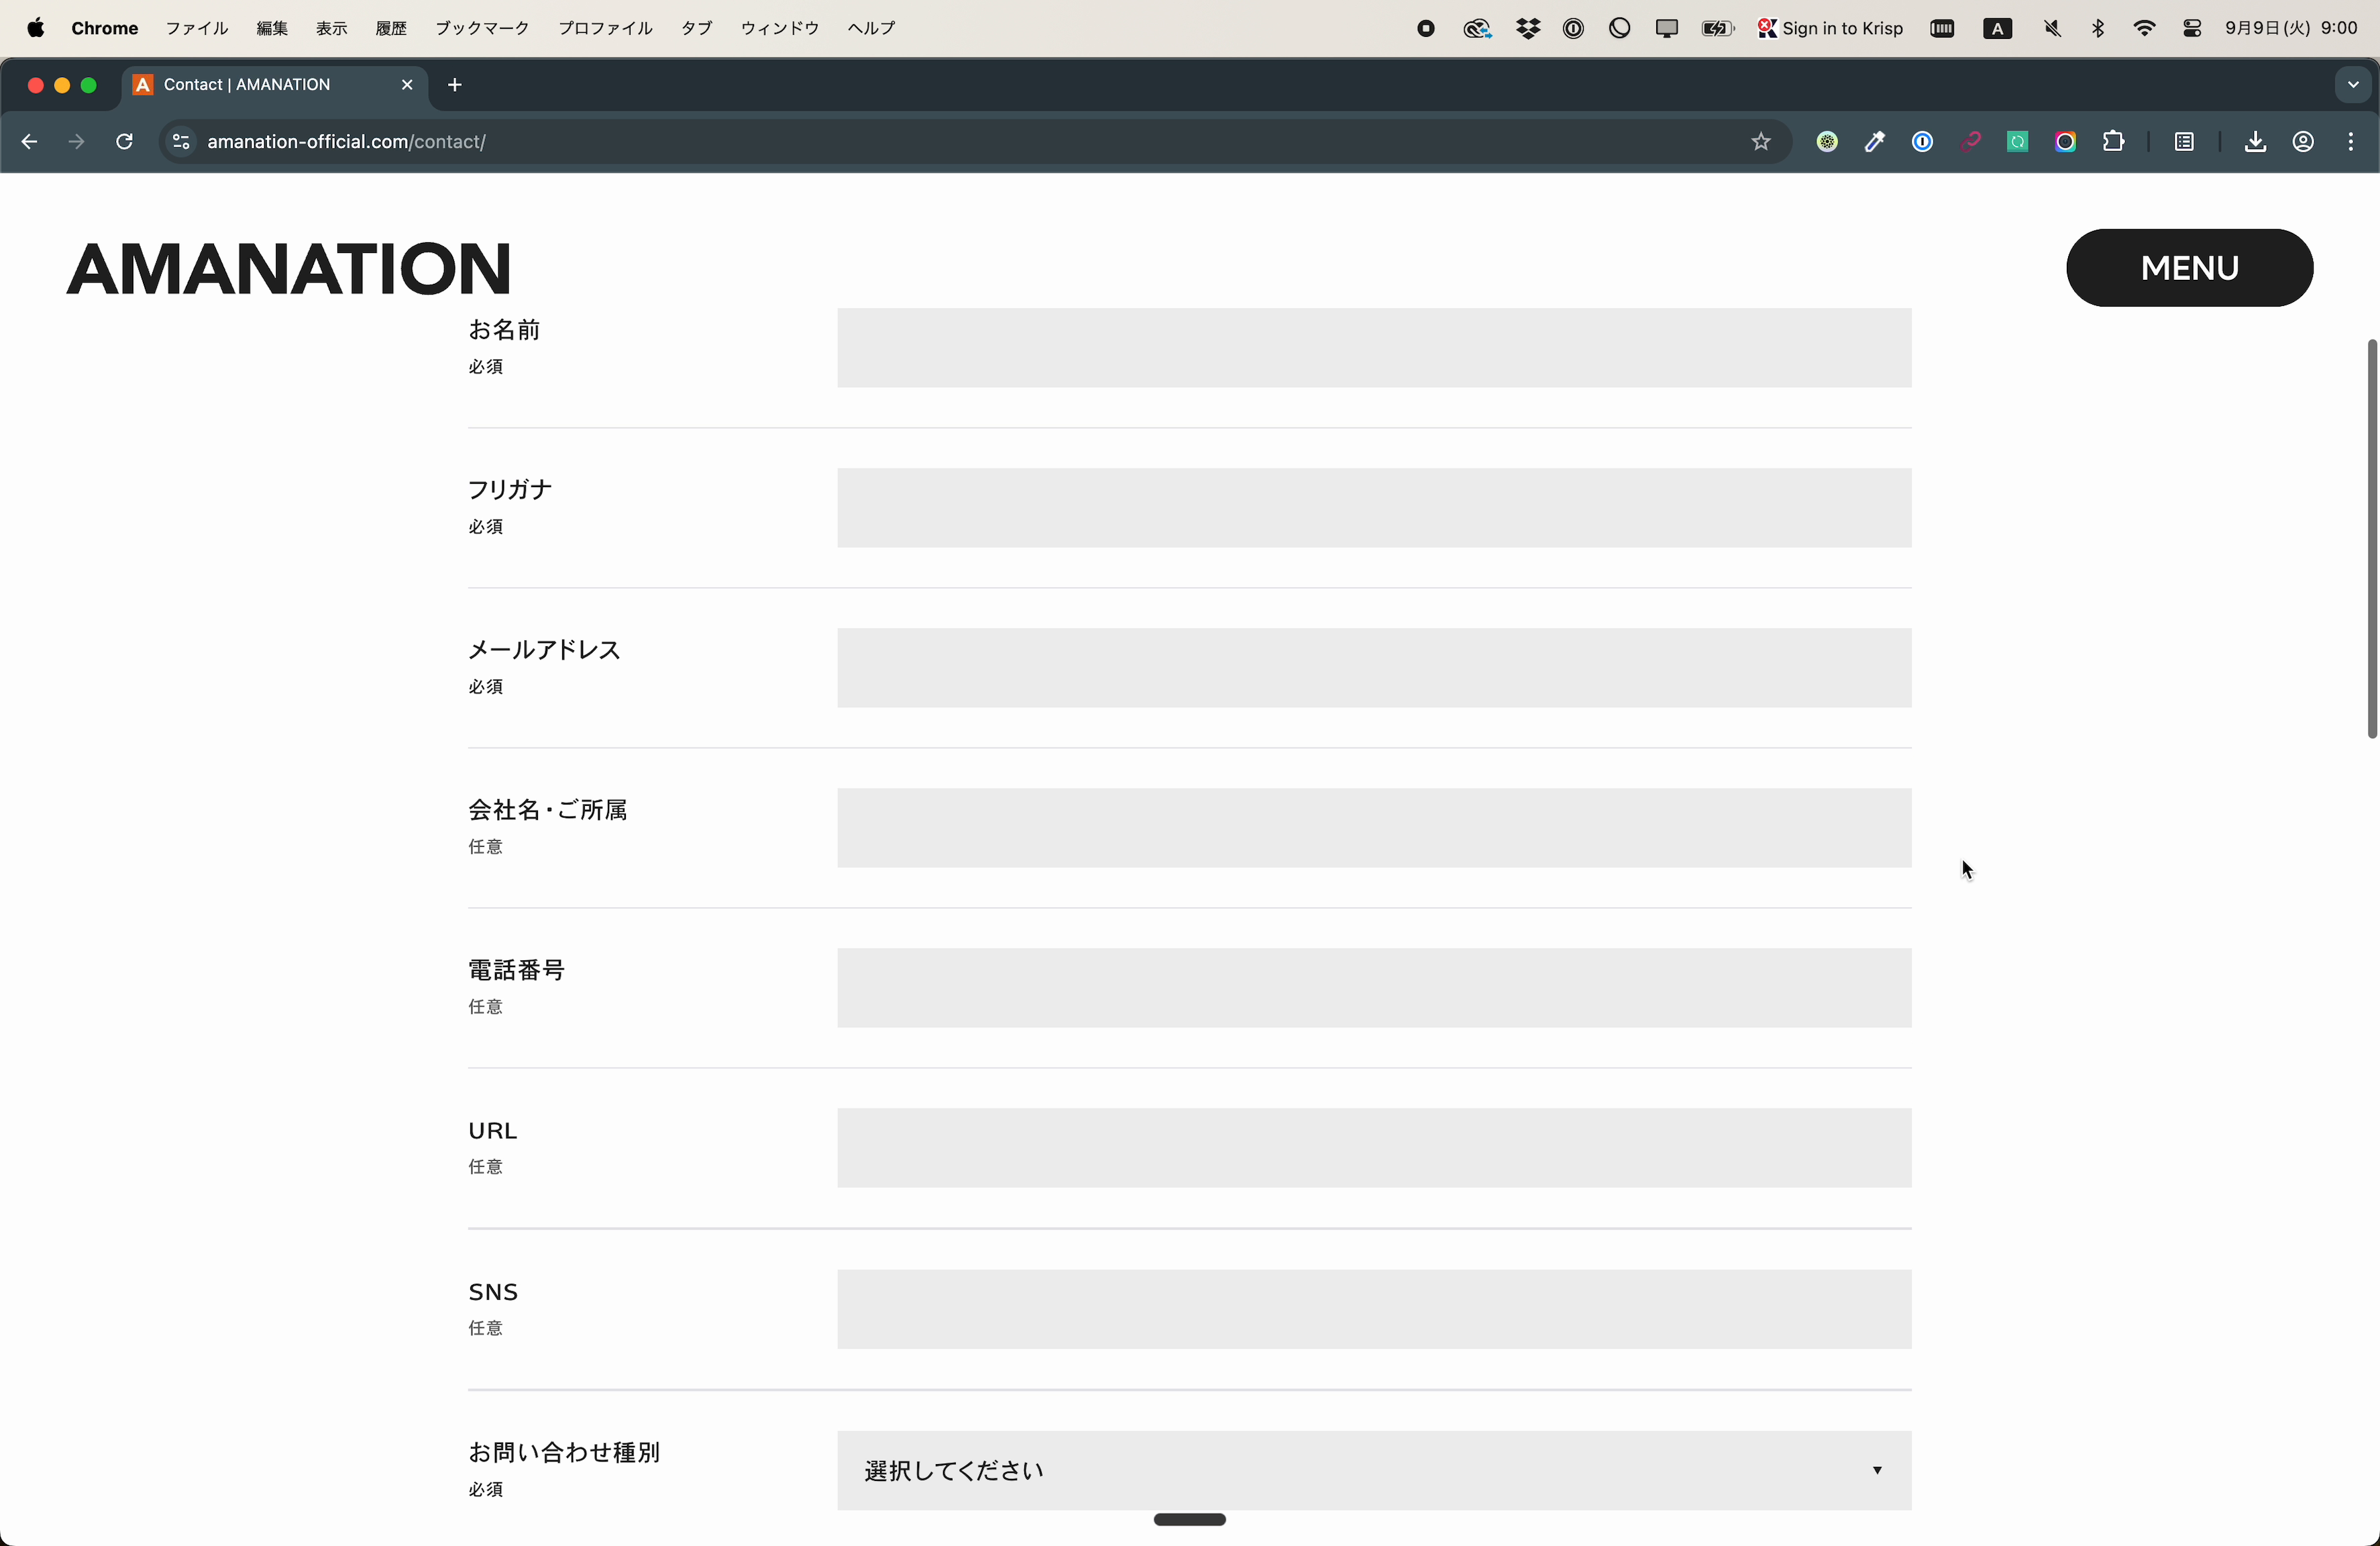 Chrome ファイル 編集 表示 履歴 ブックマーク プロファイル タブ ウィンドウ ヘルプ Sign in to Krisp A 9月9日(火) 9:00
A Contact | AMANATION
amanation-official.com/contact/
AMANATION
MENU
お名前
必須
フリガナ
必須
メールアドレス
必須
会社名・ご所属
任意
電話番号
任意
URL
任意
SNS
任意
お問い合わせ種別
必須
選択してください